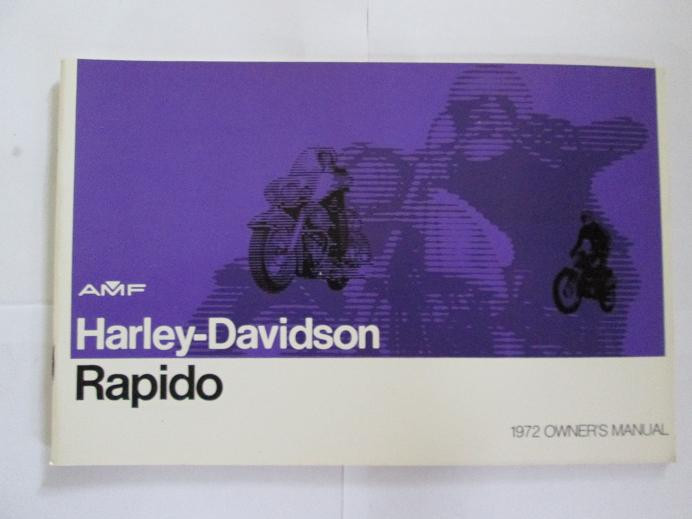 AMF
Harley-Davidson
Rapido
1972 OWNER'S MANUAL